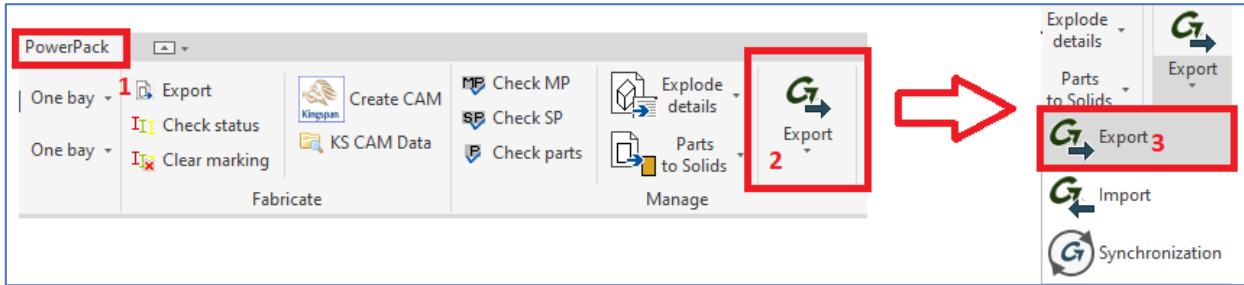 PowerPack
One bay
One bay
1
Export
Check status
Clear marking
Fabricate
Kingspan
Create CAM
KS CAM Data
MP Check MP
SP Check SP
P Check parts
Explode
details
Parts
to Solids
Manage
G
Export
2
Explode
details
Parts
to Solids
G
Export
G Export 3
G Import
G Synchronization